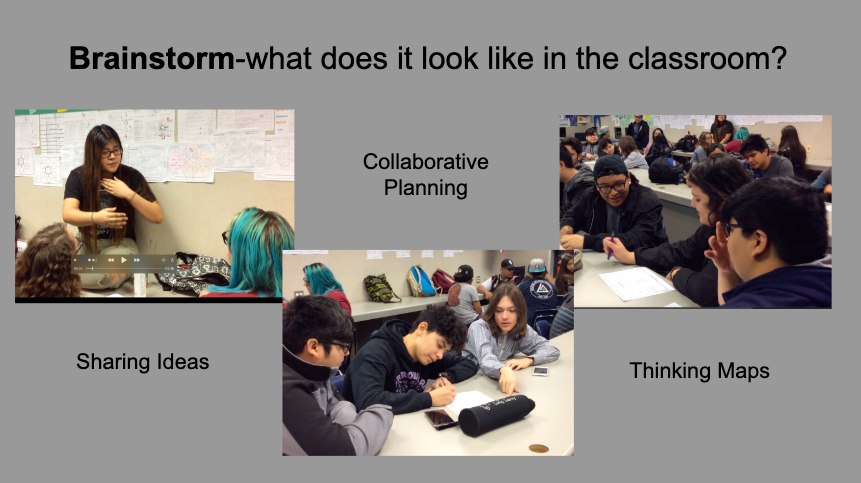 Brainstorm-what does it look like in the classroom?
Collaborative
Planning
Sharing Ideas
Thinking Maps